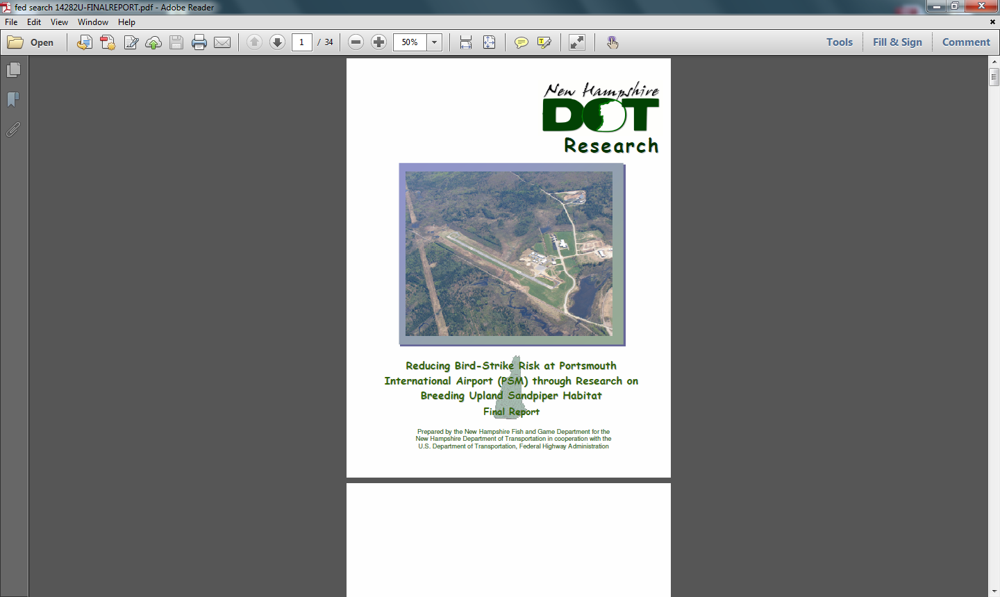 fed search 14282U-FINALREPORT.pdf - Adobe Reader
File Edit View Window Help
Open 1 / 34 50% Tools Fill & Sign Comment
New Hampshire
DOT
Research
Reducing Bird-Strike Risk at Portsmouth
International Airport (PSM) through Research on
Breeding Upland Sandpiper Habitat
Final Report
Prepared by the New Hampshire Fish and Game Department for the
New Hampshire Department of Transportation in cooperation with the
U.S. Department of Transportation, Federal Highway Administration